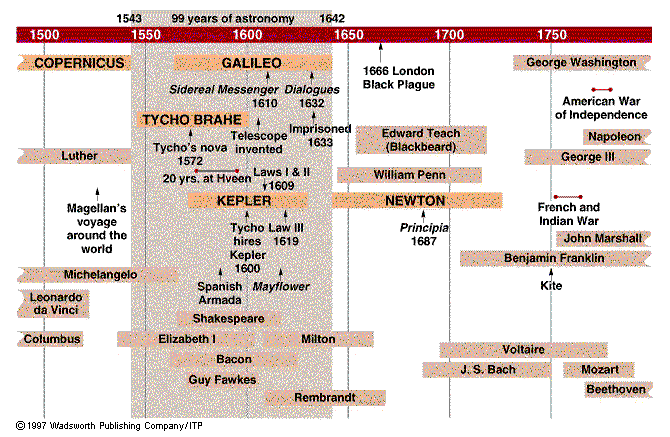 1543 99 years of astronomy 1642
1500 1550 1600 1650 1700 1750
COPERNICUS
GALILEO
George Washington
1666 London
Black Plague
Sidereal Messenger
1610
Dialogues
1632
American War
of Independence
TYCHO BRAHE
Telescope
invented
Imprisoned
1633
Edward Teach
(Blackbeard)
Napoleon
Tycho's nova
1572
Luther
George III
20 yrs. at Hveen
Laws I & II
1609
William Penn
KEPLER
NEWTON
Magellan's
voyage
around the
world
French and
Indian War
Tycho
hires
Kepler
1600
Law III
1619
Principia
1687
John Marshall
Benjamin Franklin
Michelangelo
Spanish
Armada
Mayflower
Kite
Leonardo
da Vinci
Shakespeare
Columbus
Elizabeth I
Milton
Voltaire
Bacon
J. S. Bach
Mozart
Guy Fawkes
Beethoven
Rembrandt
©1997 Wadsworth Publishing Company/ITP